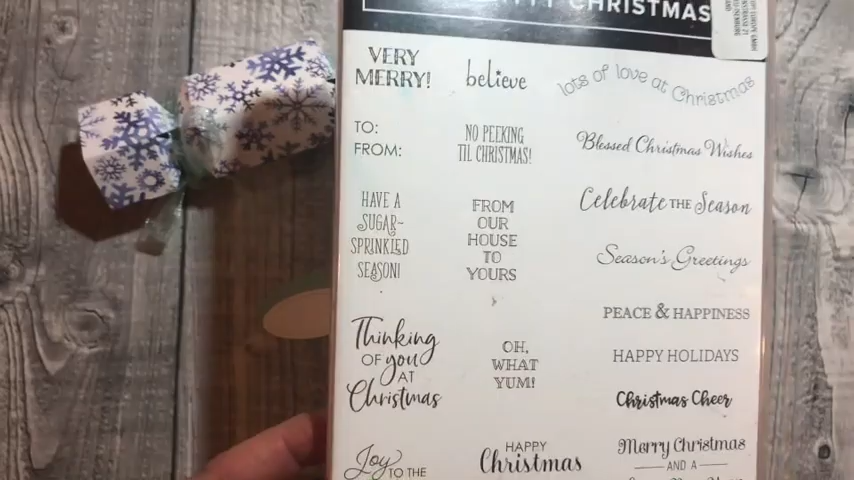 CHRISTMAS
VERY
MERRY!
believe
lots of love at Christmas
TO:
FROM:
NO PEEKING
TIL CHRISTMAS!
Blessed Christmas Wishes
HAVE A
SUGAR-
SPRINKLED
SEASON!
FROM
OUR
HOUSE
TO
YOURS
Celebrate THE Season
Season's Greetings
PEACE & HAPPINESS
Thinking
OF you
AT
Christmas
OH,
WHAT
YUM!
HAPPY HOLIDAYS
Christmas Cheer
Joy TO THE
HAPPY
Christmas
Merry Christmas
AND A